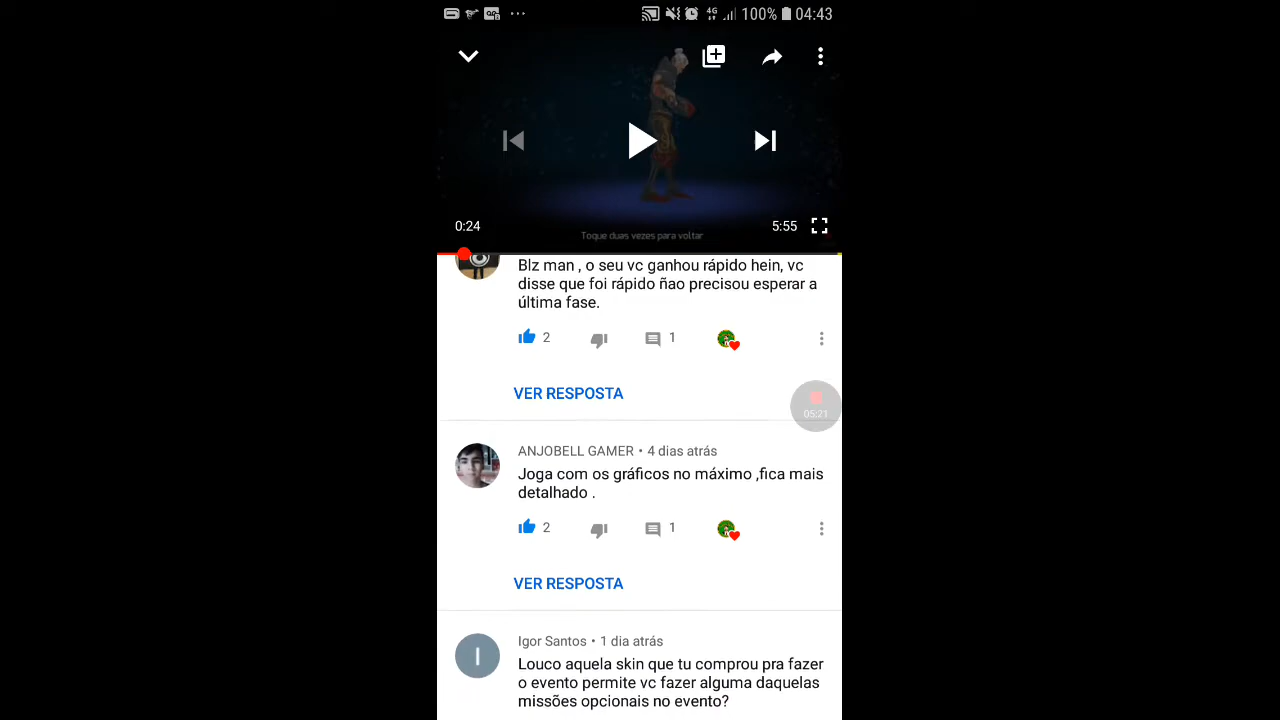 4G 100% 04:43
0:24
5:55
Toque duas vezes para voltar
Blz man , o seu vc ganhou rápido hein, vc
disse que foi rápido ñao precisou esperar a
última fase.
2
1
VER RESPOSTA
05:21
ANJOBELL GAMER • 4 dias atrás
Joga com os gráficos no máximo ,fica mais
detalhado .
2
1
VER RESPOSTA
I
Igor Santos • 1 dia atrás
Louco aquela skin que tu comprou pra fazer
o evento permite vc fazer alguma daquelas
missões opcionais no evento?